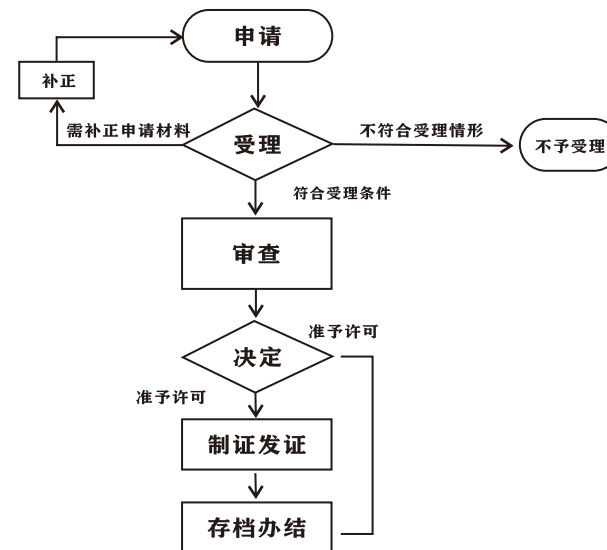 申请
补正
需补正申请材料
受理
不符合受理情形
不予受理
符合受理条件
审查
准予许可
决定
准予许可
制证发证
存档办结